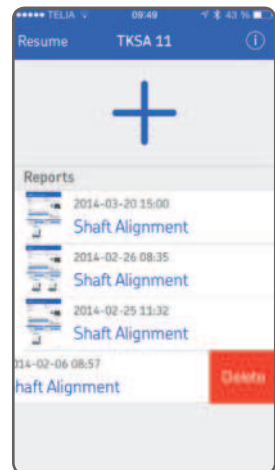 TELIA 09:49 43 %
Resume TKSA 11
Reports
2014-03-20 15:00
Shaft Alignment
2014-02-26 08:35
Shaft Alignment
2014-02-25 11:32
Shaft Alignment
014-02-06 08:57
haft Alignment
Delete